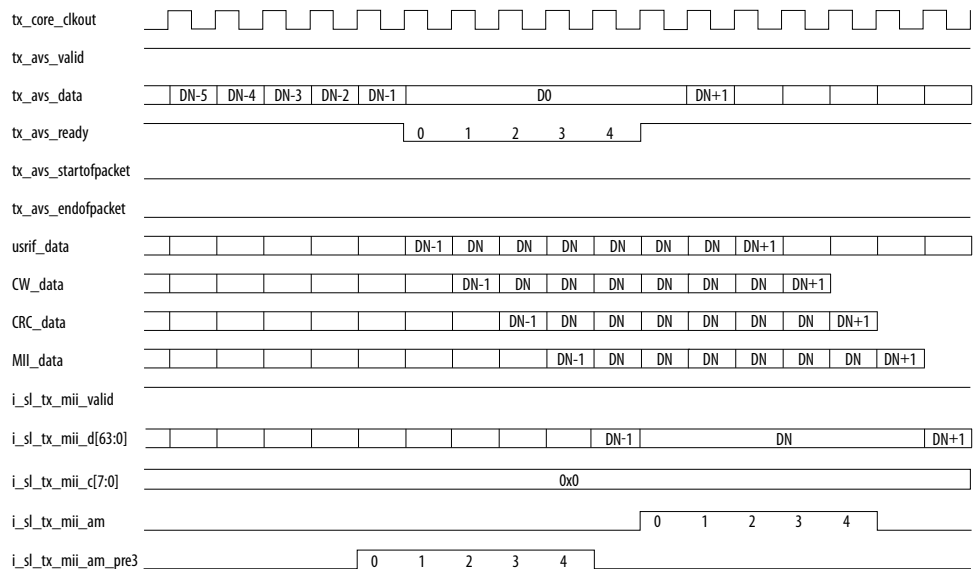 tx_core_clkout
tx_avs_valid
tx_avs_data DN-5 DN-4 DN-3 DN-2 DN-1 D0 DN+1
tx_avs_ready 0 1 2 3 4
tx_avs_startofpacket
tx_avs_endofpacket
usrif_data DN-1 DN DN DN DN DN DN DN+1
CW_data DN-1 DN DN DN DN DN DN DN+1
CRC_data DN-1 DN DN DN DN DN DN DN+1
MII_data DN-1 DN DN DN DN DN DN DN+1
i_sl_tx_mii_valid
i_sl_tx_mii_d[63:0] DN-1 DN DN+1
i_sl_tx_mii_c[7:0] 0x0
i_sl_tx_mii_am 0 1 2 3 4
i_sl_tx_mii_am_pre3 0 1 2 3 4